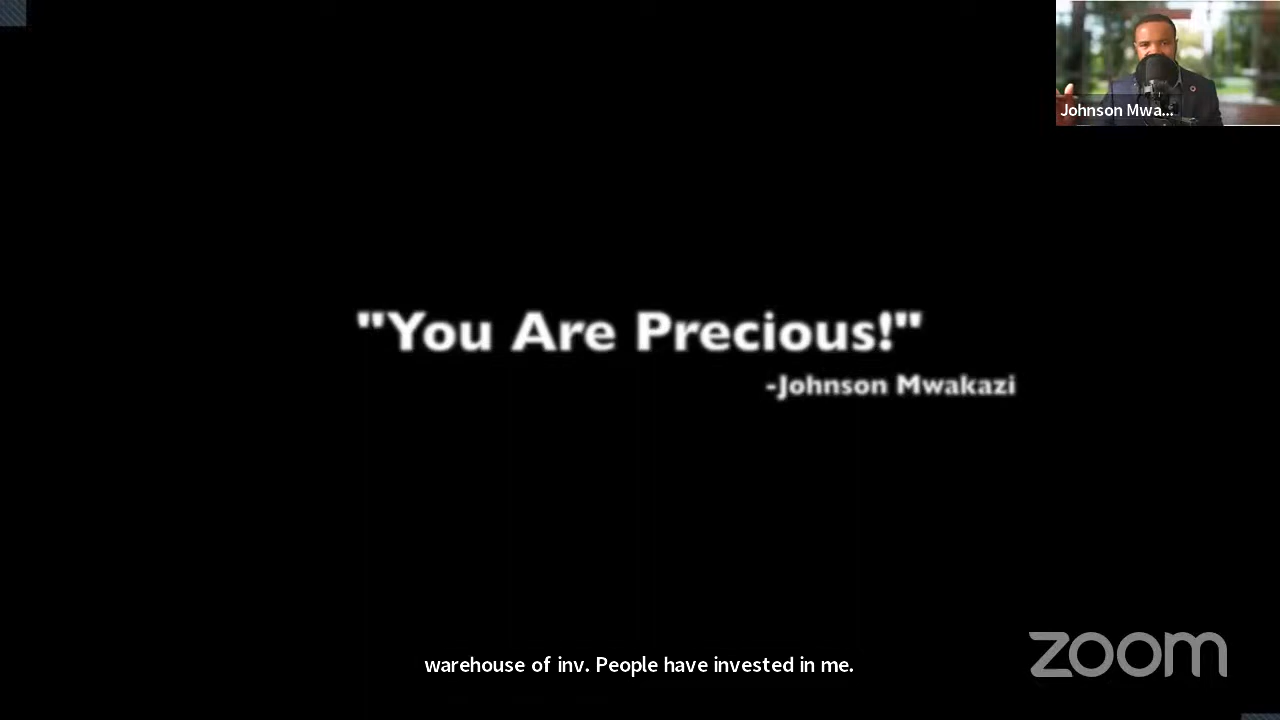 Johnson Mwa...
"You Are Precious!"
-Johnson Mwakazi
warehouse of inv. People have invested in me.
zoom